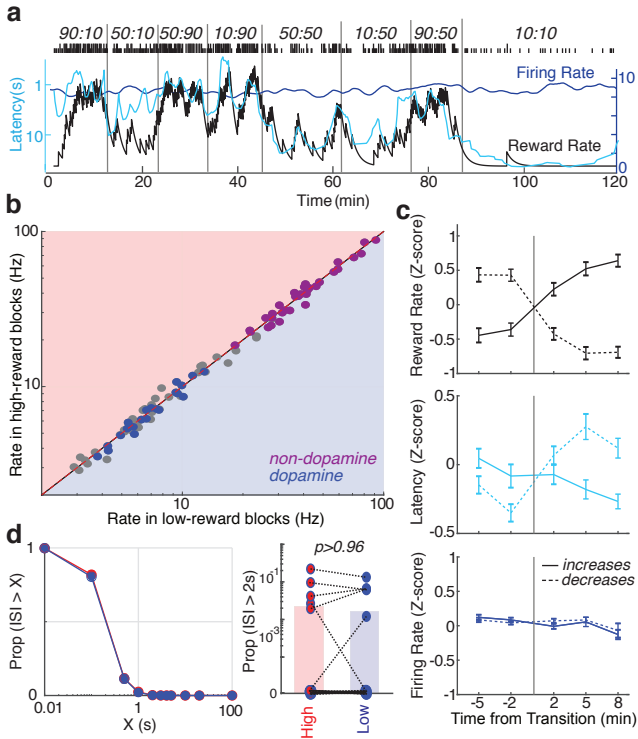 a
90:10 50:10 50:90 10:90 50:50 10:50 90:50 10:10
Firing Rate
Reward Rate
Latency(s)
1
10
10
0
0 20 40 60 80 100 120
Time (min)
b
Rate in high-reward blocks (Hz)
100
10
non-dopamine
dopamine
10 100
Rate in low-reward blocks (Hz)
c
Reward Rate (Z-score)
1
0.5
0
-0.5
-1
Latency (Z-score)
0.5
0
-0.5
Firing Rate (Z-score)
1
0.5
0
-0.5
-1
increases
decreases
-5 -2 2 5 8
Time from Transition (min)
d
Prop (ISI > X)
1
0
0.01 1 100
X (s)
p>0.96
Prop (ISI > 2s)
10-1
103
0
High
Low